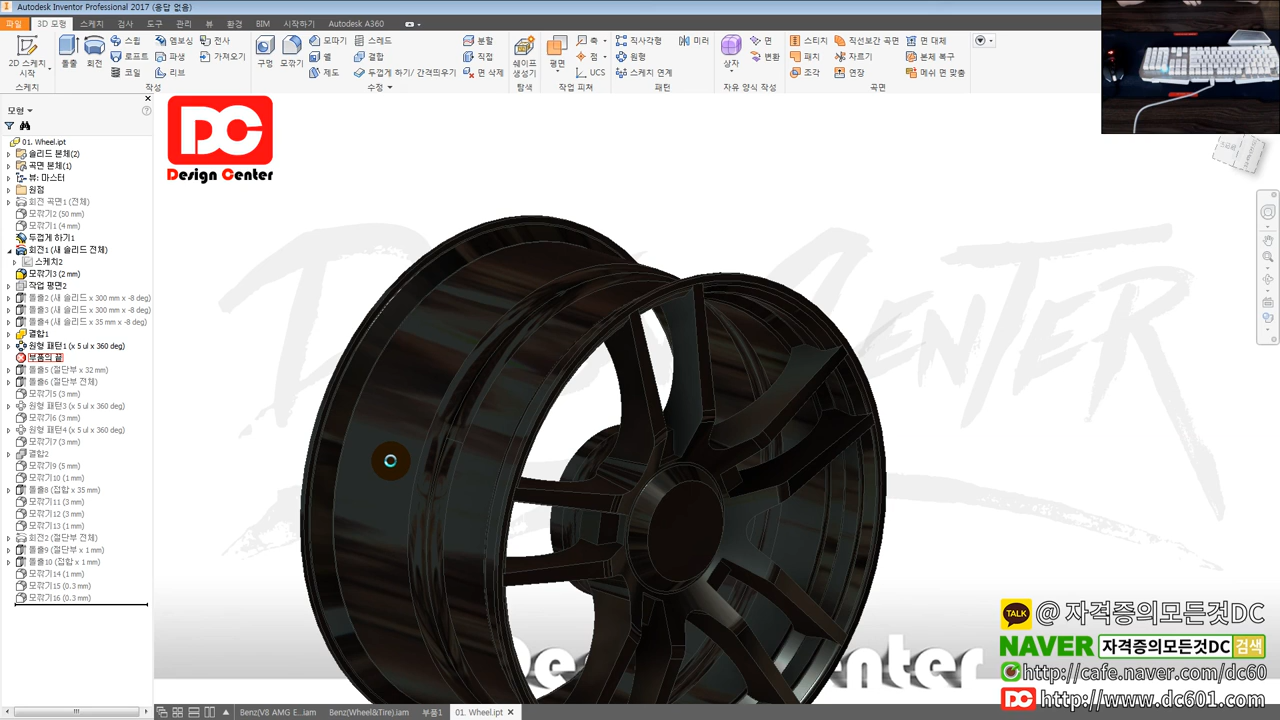 Autodesk Inventor Professional 2017 (응답 없음)
파일 3D 모형 스케치 검사 도구 관리 뷰 환경 BIM 시작하기 Autodesk A360
2D 스케치 시작
돌출
회전
스윕
로프트
코일
엠보싱
파생
리브
전사
가져오기
구멍
모깎기
모따기
쉘
제도
스레드
결합
두껍게 하기/간격띄우기
분할
직접
면 삭제
쉐이프 생성기
평면
축
점
UCS
직사각형
원형
스케치 연계
미러
상자
면
변환
스티치
패치
조각
직선보간 곡면
자르기
연장
면 대체
본체 복구
메쉬 면 맞춤
스케치 작성 수정 탐색 작업 피쳐 패턴 자유 양식 작성 곡면
모형
01. Wheel.ipt
솔리드 본체(2)
곡면 본체(1)
뷰: 마스터
원점
회전 곡면1 (전체)
모깎기2 (50 mm)
모깎기1 (4 mm)
두껍게 하기1
회전1 (새 솔리드 전체)
스케치2
모깎기3 (2 mm)
작업 평면2
돌출2 (새 솔리드 x 300 mm x -8 deg)
돌출3 (새 솔리드 x 300 mm x -8 deg)
돌출4 (새 솔리드 x 35 mm x -8 deg)
결합1
원형 패턴1 (x 5 ul x 360 deg)
부품의 끝
돌출5 (절단부 x 32 mm)
돌출6 (절단부 전체)
모깎기5 (3 mm)
원형 패턴3 (x 5 ul x 360 deg)
모깎기6 (3 mm)
원형 패턴4 (x 5 ul x 360 deg)
모깎기7 (3 mm)
결합2
모깎기9 (5 mm)
모깎기10 (1 mm)
돌출8 (접합 x 35 mm)
모깎기11 (3 mm)
모깎기12 (3 mm)
모깎기13 (1 mm)
회전2 (절단부 전체)
돌출9 (절단부 x 1 mm)
돌출10 (접합 x 1 mm)
모깎기14 (1 mm)
모깎기15 (0.3 mm)
모깎기16 (0.3 mm)
DC
Design Center
CENTER
De
enter
TALK @ 자격증의모든것DC
NAVER 자격증의모든것DC 검색
http://cafe.naver.com/dc60
DC http://www.dc601.com/
Benz(V8 AMG E...iam Benz(Wheel&Tire).iam 부품1 01. Wheel.ipt